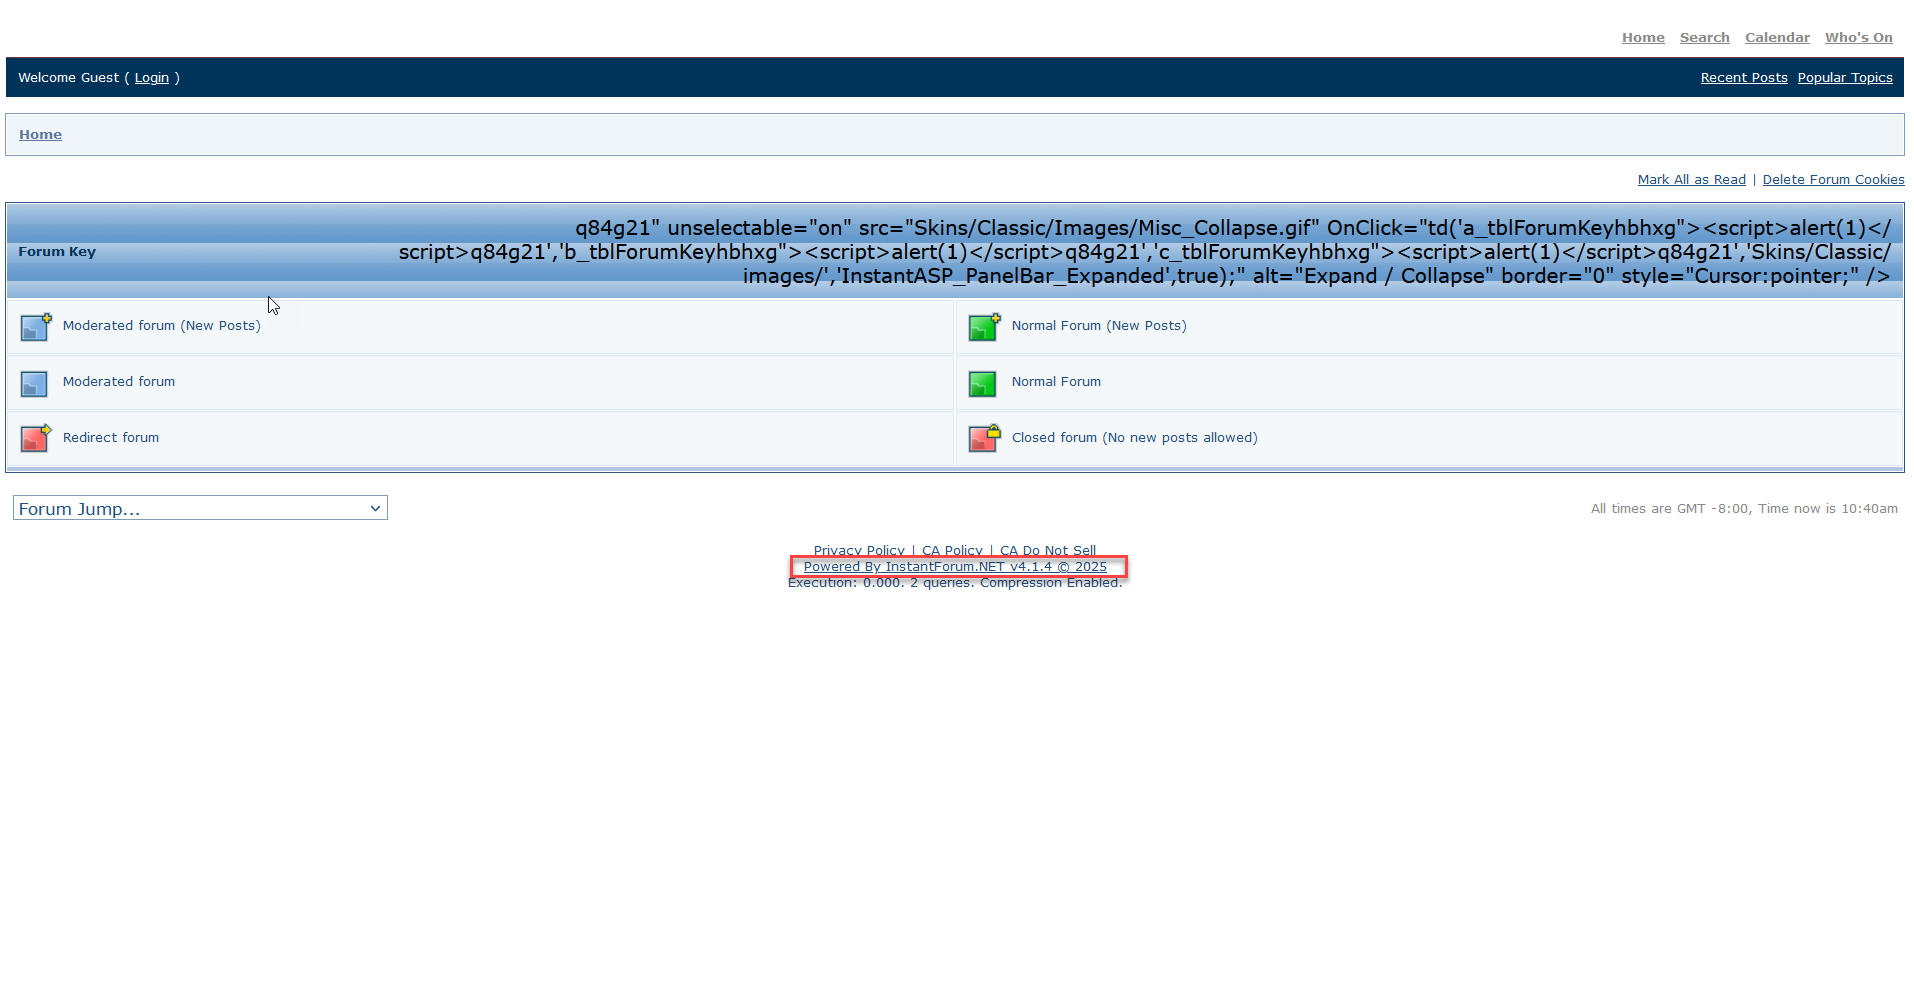 Home Search Calendar Who's On
Welcome Guest ( Login ) Recent Posts Popular Topics
Home
Mark All as Read | Delete Forum Cookies
Forum Key
q84g21" unselectable="on" src="Skins/Classic/Images/Misc_Collapse.gif" OnClick="td('a_tblForumKeyhbhxg"><script>alert(1)</
script>q84g21','b_tblForumKeyhbhxg"><script>alert(1)</script>q84g21','c_tblForumKeyhbhxg"><script>alert(1)</script>q84g21','Skins/Classic/
images/','InstantASP_PanelBar_Expanded',true);" alt="Expand / Collapse" border="0" style="Cursor:pointer;" />
Moderated forum (New Posts) Normal Forum (New Posts)
Moderated forum Normal Forum
Redirect forum Closed forum (No new posts allowed)
Forum Jump... All times are GMT -8:00, Time now is 10:40am
Privacy Policy | CA Policy | CA Do Not Sell
Powered By InstantForum.NET v4.1.4 © 2025
Execution: 0.000. 2 queries. Compression Enabled.